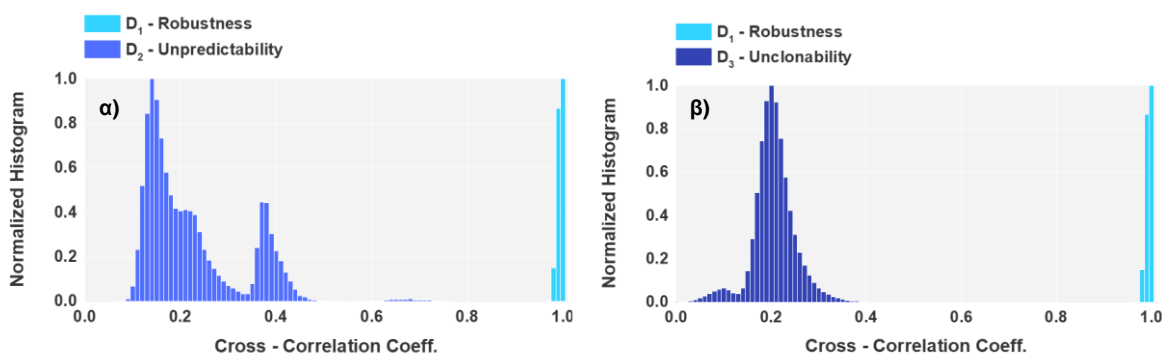 D₁ - Robustness
D₂ - Unpredictability
α)
Normalized Histogram
1.0
0.8
0.6
0.4
0.2
0.0
0.0 0.2 0.4 0.6 0.8 1.0
Cross - Correlation Coeff.
D₁ - Robustness
D₃ - Unclonability
β)
Normalized Histogram
1.0
0.8
0.6
0.4
0.2
0.0
0.0 0.2 0.4 0.6 0.8 1.0
Cross - Correlation Coeff.